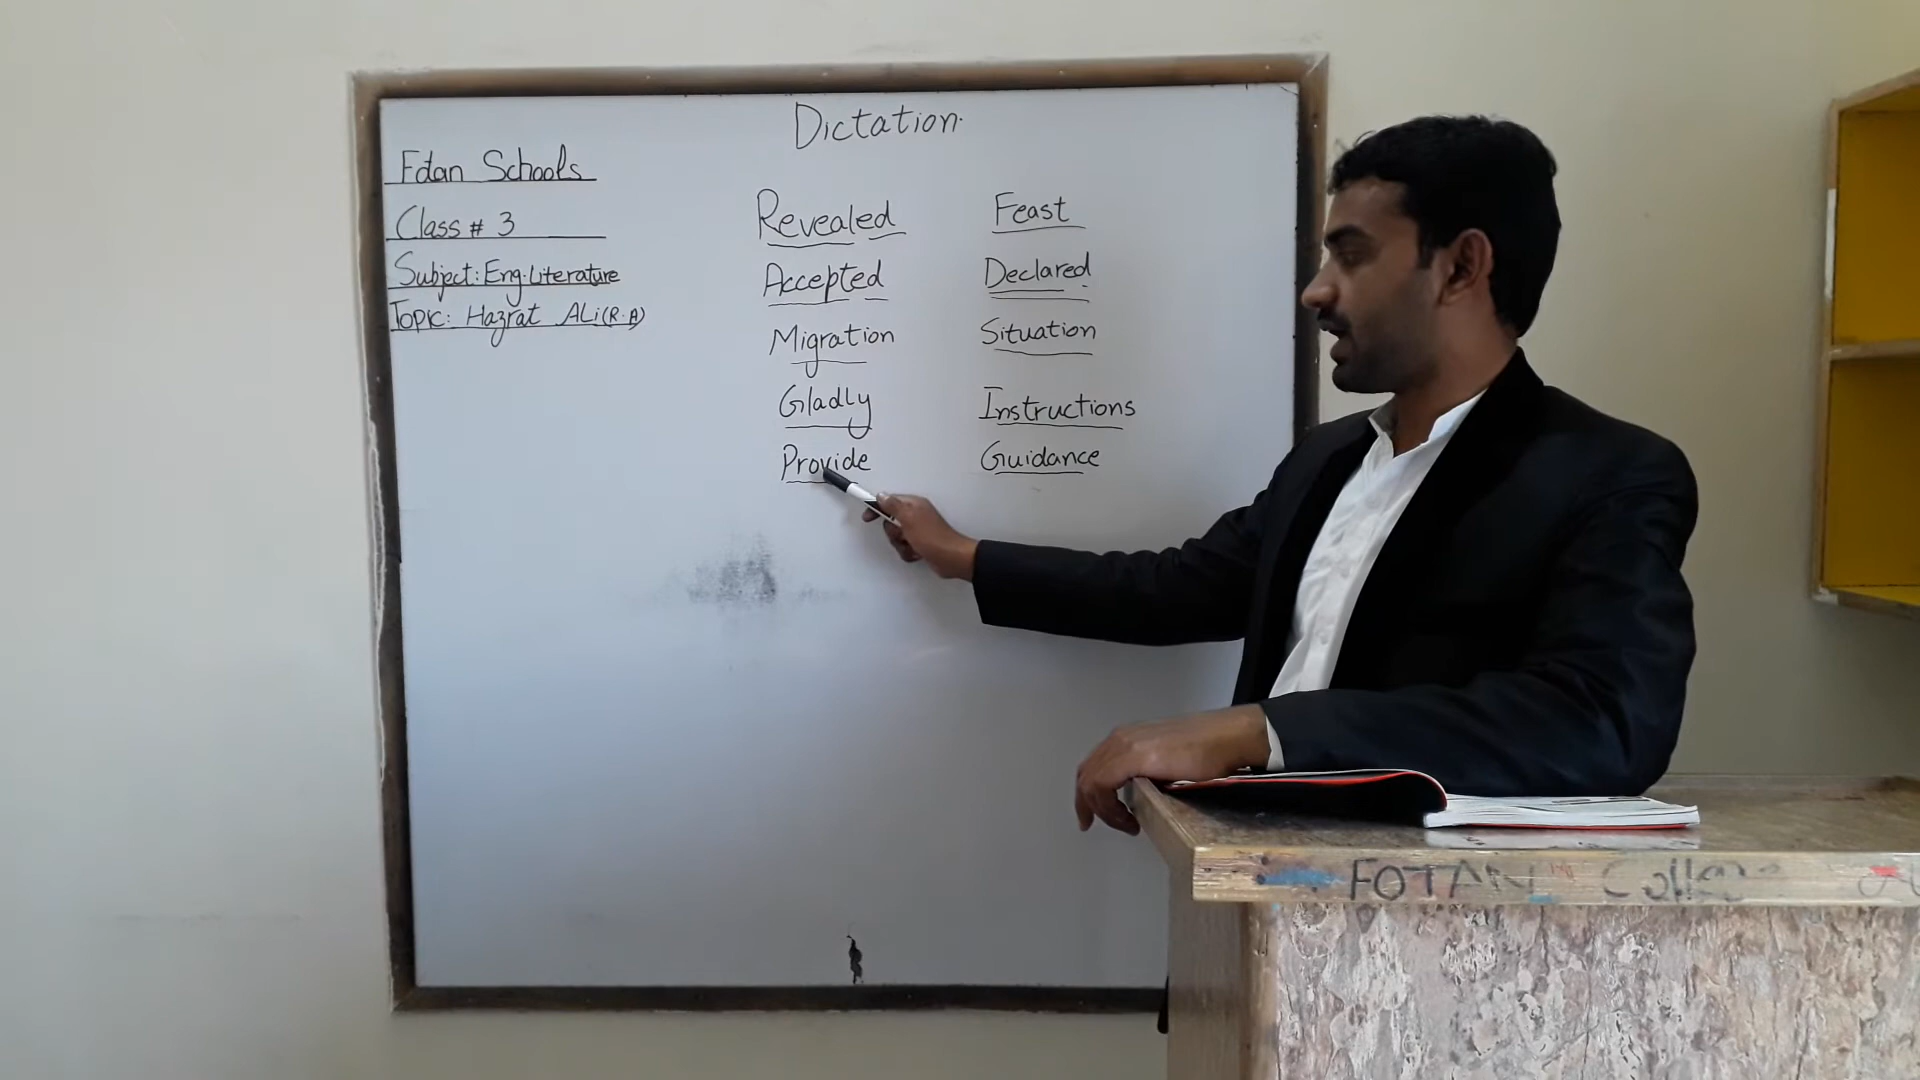 Dictation.
Fotan Schools
Class # 3
Subject: Eng.Literature
Topic: Hazrat ALi(R.A)
Revealed Feast
Accepted Declared
Migration Situation
Gladly Instructions
Provide Guidance
FOTAN College